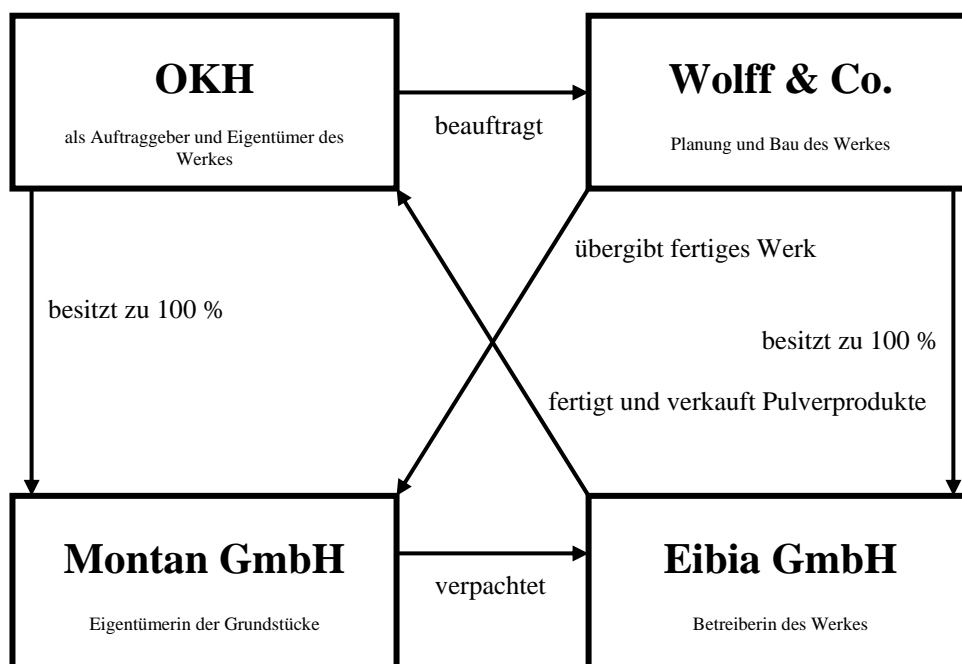 OKH
als Auftraggeber und Eigentümer des
Werkes
beauftragt
Wolff & Co.
Planung und Bau des Werkes
übergibt fertiges Werk
besitzt zu 100 %
besitzt zu 100 %
fertigt und verkauft Pulverprodukte
Montan GmbH
Eigentümerin der Grundstücke
verpachtet
Eibia GmbH
Betreiberin des Werkes